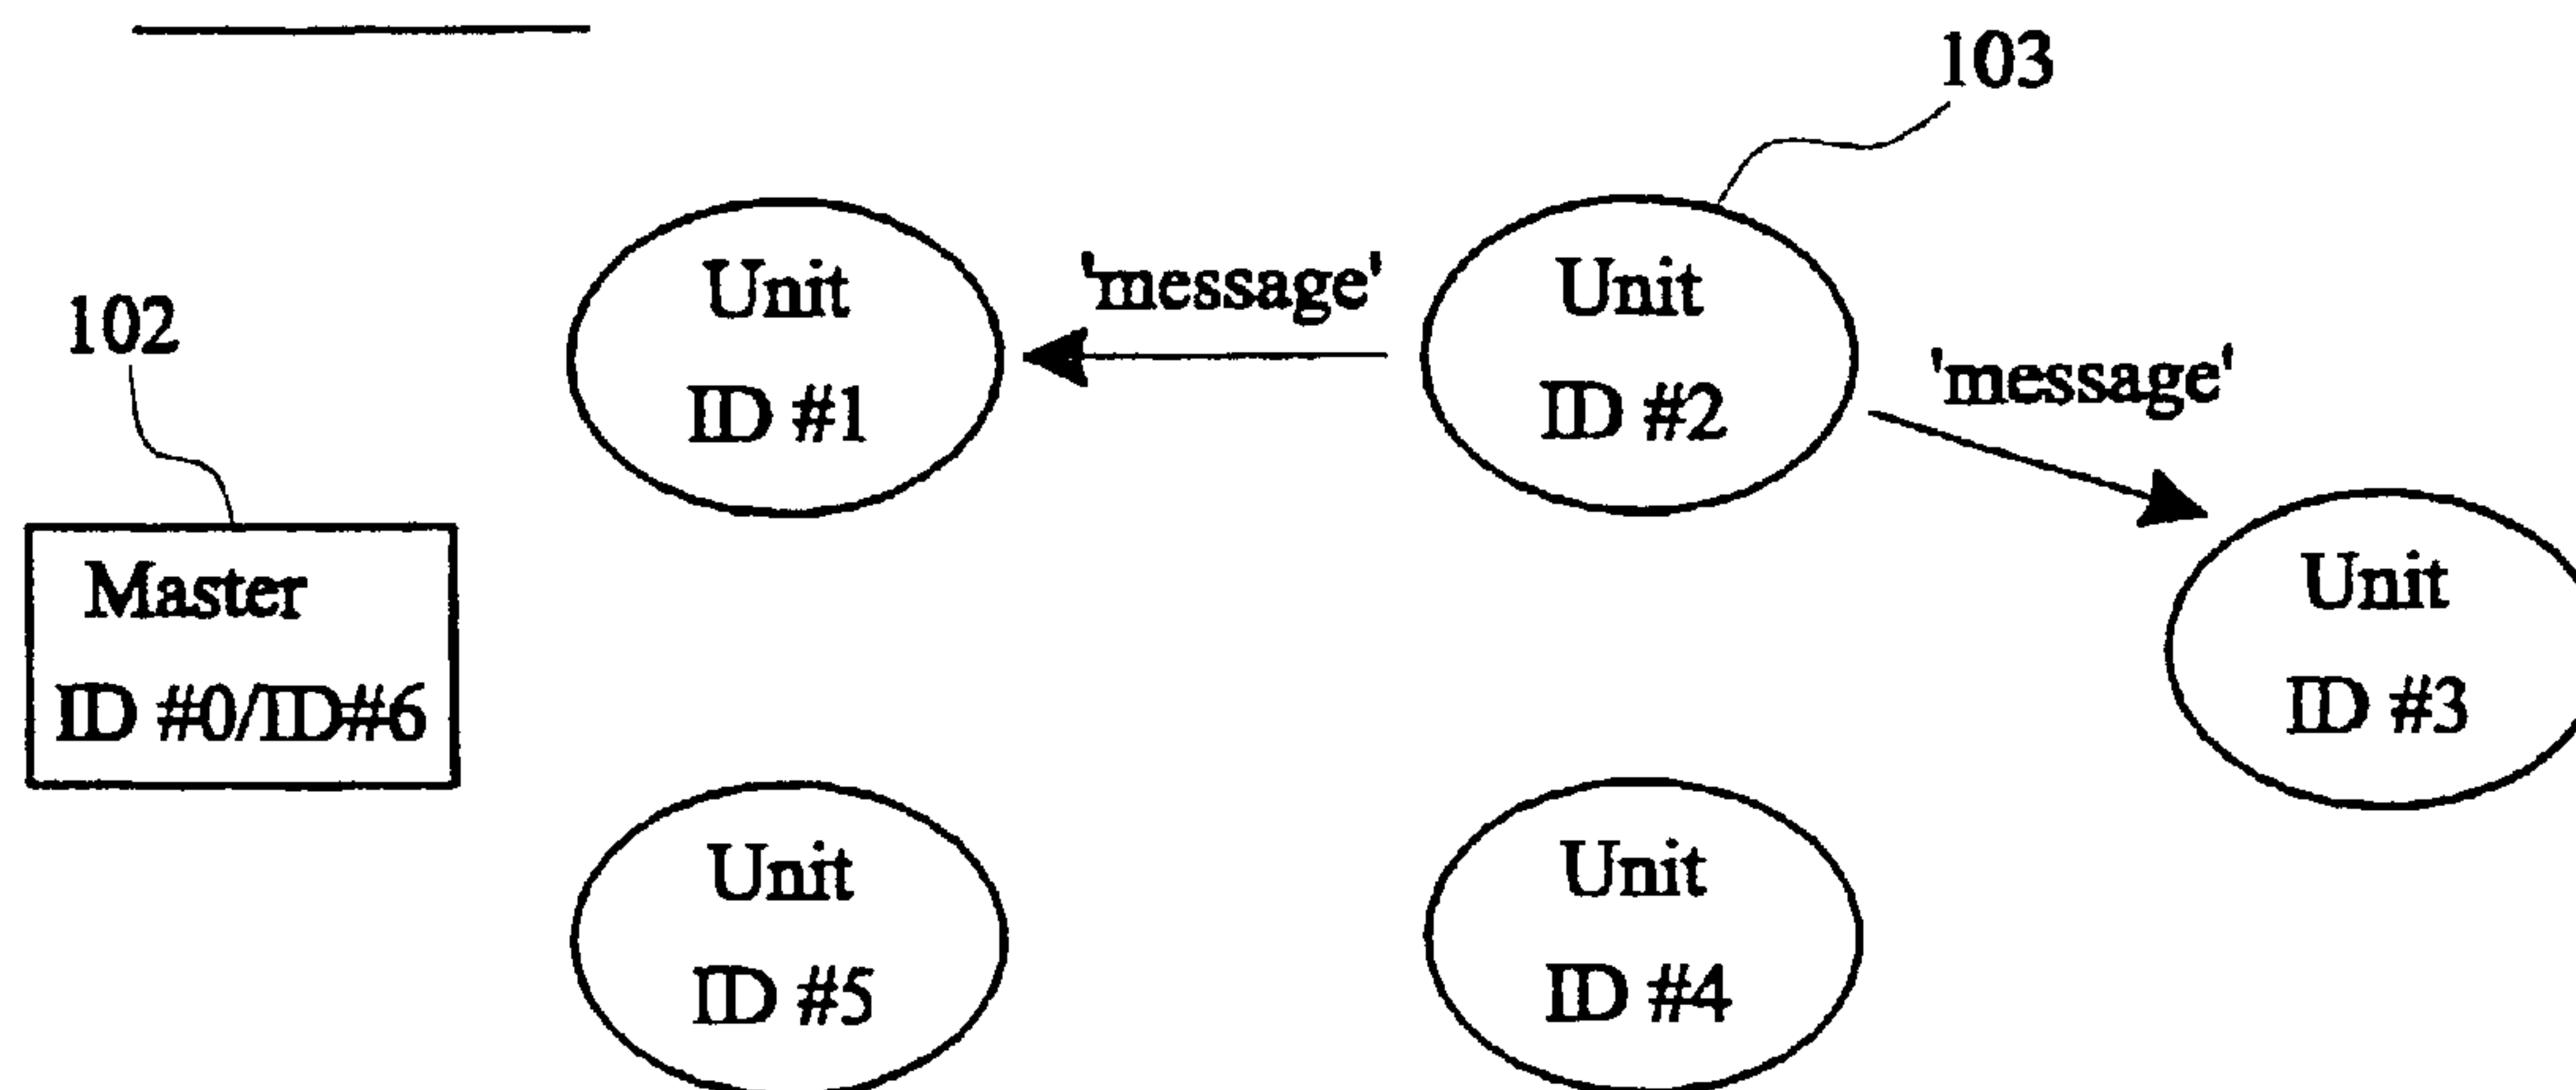 103
Unit
ID #1
'message'
Unit
ID #2
'message'
102
Master
ID #0/ID#6
Unit
ID #3
Unit
ID #5
Unit
ID #4